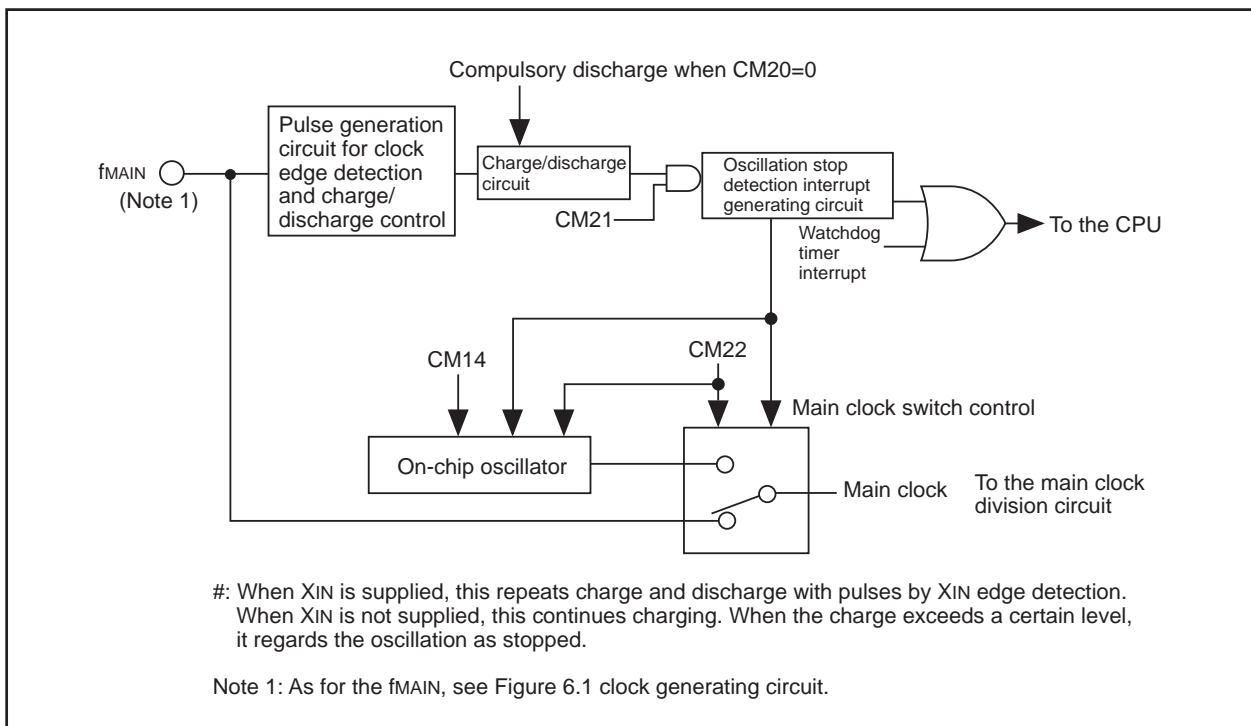 Compulsory discharge when CM20=0
Pulse generation
circuit for clock
edge detection
and charge/
discharge control
fMAIN
(Note 1)
Charge/discharge
circuit
CM21
Oscillation stop
detection interrupt
generating circuit
Watchdog
timer
interrupt
To the CPU
CM14
CM22
Main clock switch control
On-chip oscillator
Main clock
To the main clock
division circuit
#: When XIN is supplied, this repeats charge and discharge with pulses by XIN edge detection.
When XIN is not supplied, this continues charging. When the charge exceeds a certain level,
it regards the oscillation as stopped.
Note 1: As for the fMAIN, see Figure 6.1 clock generating circuit.